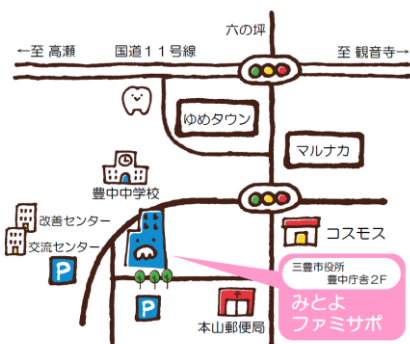 六の坪
←至 高瀬
国道１１号線
至 観音寺→
ゆめタウン
マルナカ
豊中中学校
改善センター
交流センター
コスモス
P
三豊市役所
豊中庁舎２F
みとよ
ファミサポ
P
本山郵便局